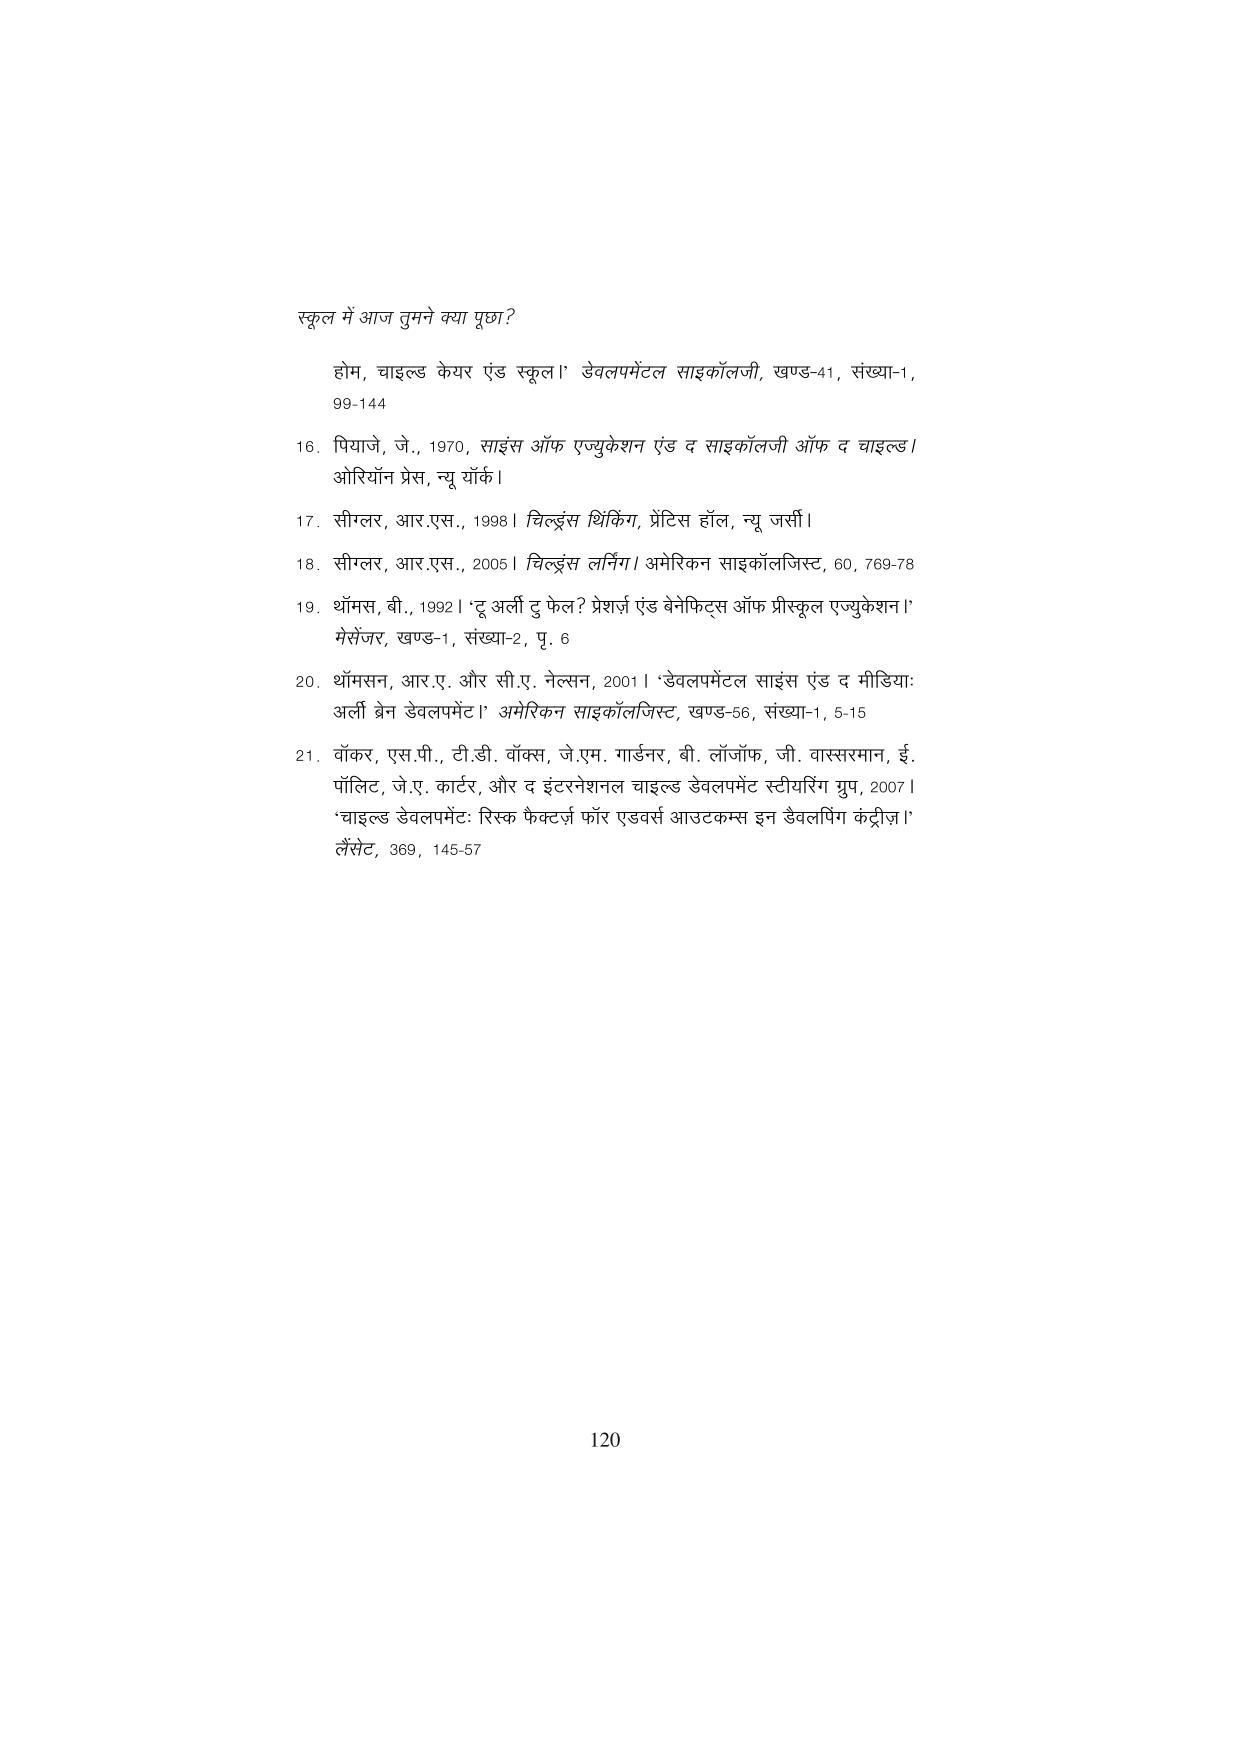 स्कूल में आज तुमने क्या पूछा?
होम, चाइल्ड केयर एंड स्कूल।’ डेवलपमेंटल साइकॉलजी, खण्ड-41, संख्या-1,
99-144
16. पियाजे, जे., 1970, साइंस ऑफ एज्युकेशन एंड द साइकॉलजी ऑफ द चाइल्ड।
ओरियॉन प्रेस, न्यू यॉर्क।
17. सीग्लर, आर.एस., 1998। चिल्ड्रंस थिंकिंग, प्रेंटिस हॉल, न्यू जर्सी।
18. सीग्लर, आर.एस., 2005। चिल्ड्रंस लर्निंग। अमेरिकन साइकॉलजिस्ट, 60, 769-78
19. थॉमस, बी., 1992। ‘टू अर्ली टु फेल? प्रेशर्ज़ एंड बेनेफिट्स ऑफ प्रीस्कूल एज्युकेशन।’
मेसेंजर, खण्ड-1, संख्या-2, पृ. 6
20. थॉमसन, आर.ए. और सी.ए. नेल्सन, 2001। ‘डेवलपमेंटल साइंस एंड द मीडियाः
अर्ली ब्रेन डेवलपमेंट।’ अमेरिकन साइकॉलजिस्ट, खण्ड-56, संख्या-1, 5-15
21. वॉकर, एस.पी., टी.डी. वॉक्स, जे.एम. गार्डनर, बी. लॉजॉफ, जी. वास्सरमान, ई.
पॉलिट, जे.ए. कार्टर, और द इंटरनेशनल चाइल्ड डेवलपमेंट स्टीयरिंग ग्रुप, 2007।
‘चाइल्ड डेवलपमेंटः रिस्क फैक्टर्ज़ फॉर एडवर्स आउटकम्स इन डैवलपिंग कंट्रीज़।’
लैंसेट, 369, 145-57
120